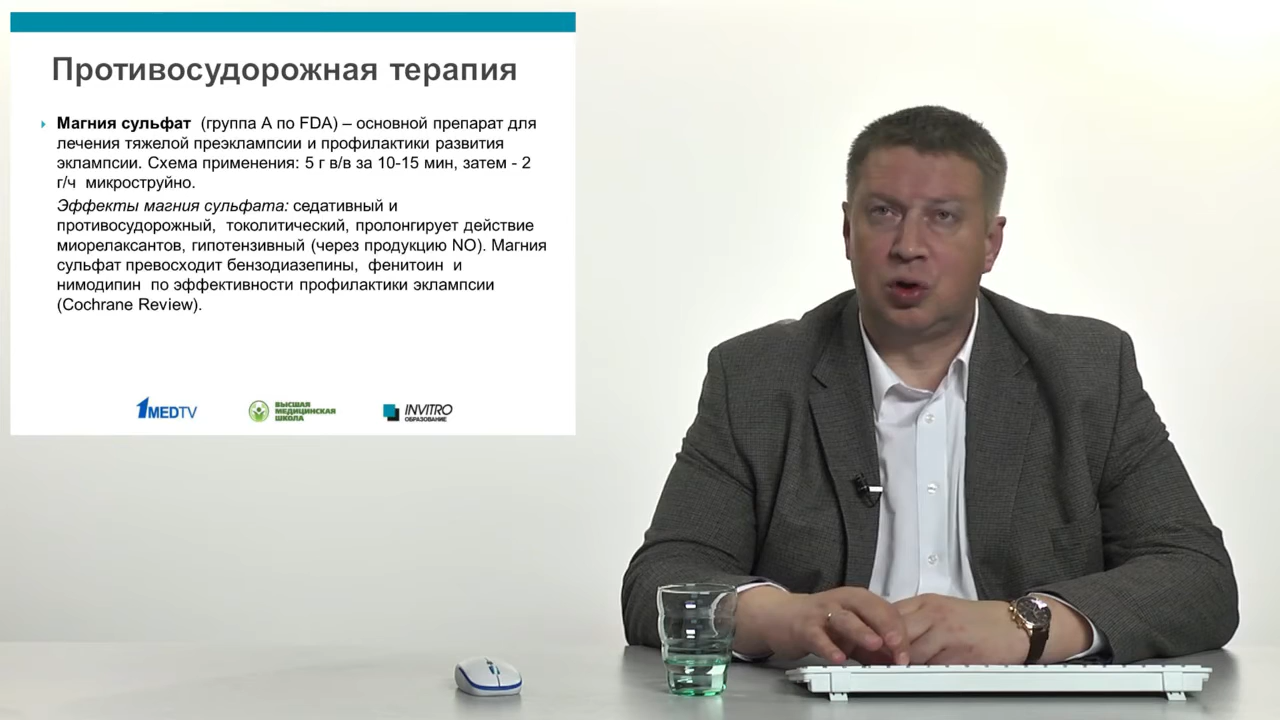 Противосудорожная терапия
Магния сульфат (группа А по FDA) – основной препарат для
лечения тяжелой преэклампсии и профилактики развития
эклампсии. Схема применения: 5 г в/в за 10-15 мин, затем - 2
г/ч микроструйно.
Эффекты магния сульфата: седативный и
противосудорожный, токолитический, пролонгирует действие
миорелаксантов, гипотензивный (через продукцию NO). Магния
сульфат превосходит бензодиазепины, фенитоин и
нимодипин по эффективности профилактики эклампсии
(Cochrane Review).
1MEDTV
ВЫСШАЯ
МЕДИЦИНСКАЯ
ШКОЛА
INVITRO
ОБРАЗОВАНИЕ